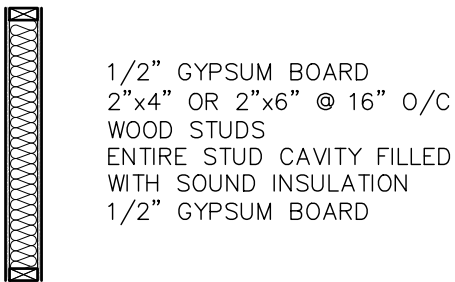 1/2” GYPSUM BOARD
2”x4” OR 2”x6” @ 16” O/C
WOOD STUDS
ENTIRE STUD CAVITY FILLED
WITH SOUND INSULATION
1/2” GYPSUM BOARD